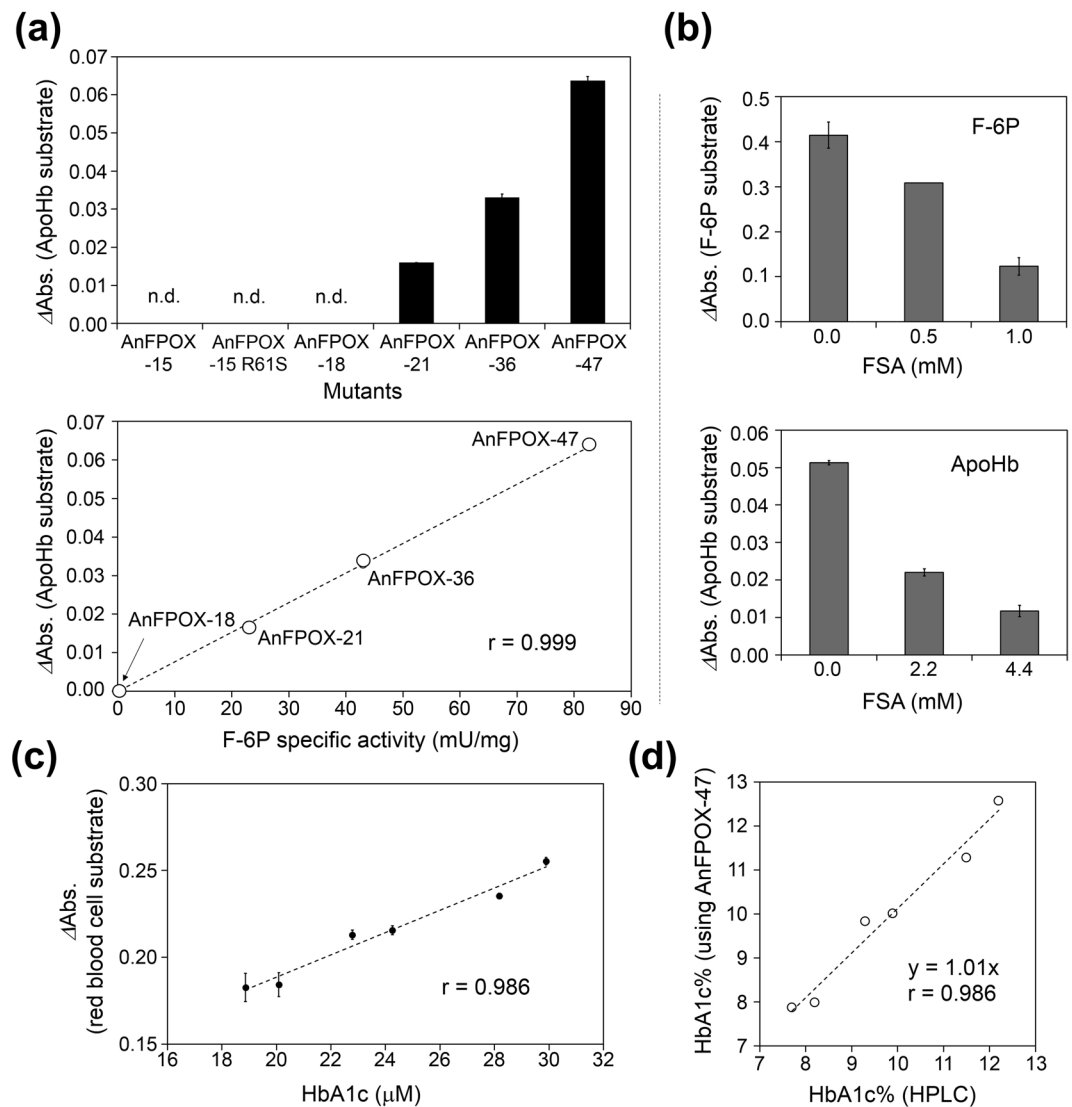 (a)
0.07
0.06
0.05
0.04
0.03
0.02
0.01
0.00
ΔAbs. (ApoHb substrate)
n.d.
n.d.
n.d.
AnFPOX
-15
AnFPOX
-15 R61S
AnFPOX
-18
AnFPOX
-21
AnFPOX
-36
AnFPOX
-47
Mutants
0.07
0.06
0.05
0.04
0.03
0.02
0.01
0.00
ΔAbs. (ApoHb substrate)
AnFPOX-47
AnFPOX-36
AnFPOX-18
AnFPOX-21
r = 0.999
0 10 20 30 40 50 60 70 80 90
F-6P specific activity (mU/mg)
(b)
0.5
0.4
0.3
0.2
0.1
0.0
ΔAbs. (F-6P substrate)
F-6P
0.0 0.5 1.0
FSA (mM)
0.06
0.05
0.04
0.03
0.02
0.01
0.00
ΔAbs. (ApoHb substrate)
ApoHb
0.0 2.2 4.4
FSA (mM)
(c)
0.30
0.25
0.20
0.15
ΔAbs.
(red blood cell substrate)
r = 0.986
16 18 20 22 24 26 28 30 32
HbA1c (μM)
(d)
13
12
11
10
9
8
7
HbA1c% (using AnFPOX-47)
y = 1.01x
r = 0.986
7 8 9 10 11 12 13
HbA1c% (HPLC)